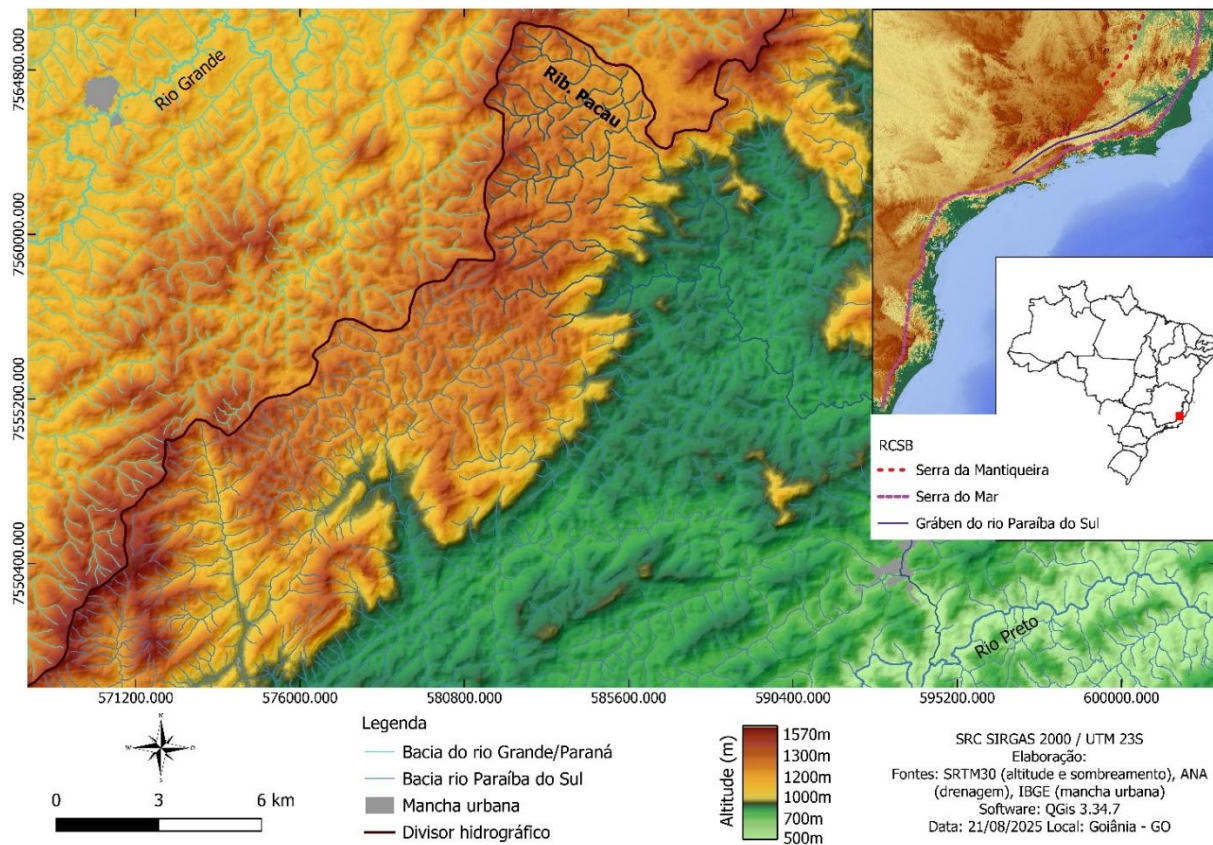 Rio Grande
Rib. Pacau
Rio Preto
7564800.000
7560000.000
7555200.000
7550400.000
571200.000
576000.000
580800.000
585600.000
590400.000
595200.000
600000.000
RCSB
Serra da Mantiqueira
Serra do Mar
Gráben do rio Paraíba do Sul
N
W
O
S
0 3 6 km
Legenda
Bacia do rio Grande/Paraná
Bacia rio Paraíba do Sul
Mancha urbana
Divisor hidrográfico
Altitude (m)
1570m
1300m
1200m
1000m
700m
500m
SRC SIRGAS 2000 / UTM 23S
Elaboração:
Fontes: SRTM30 (altitude e sombreamento), ANA
(drenagem), IBGE (mancha urbana)
Software: QGis 3.34.7
Data: 21/08/2025 Local: Goiânia - GO